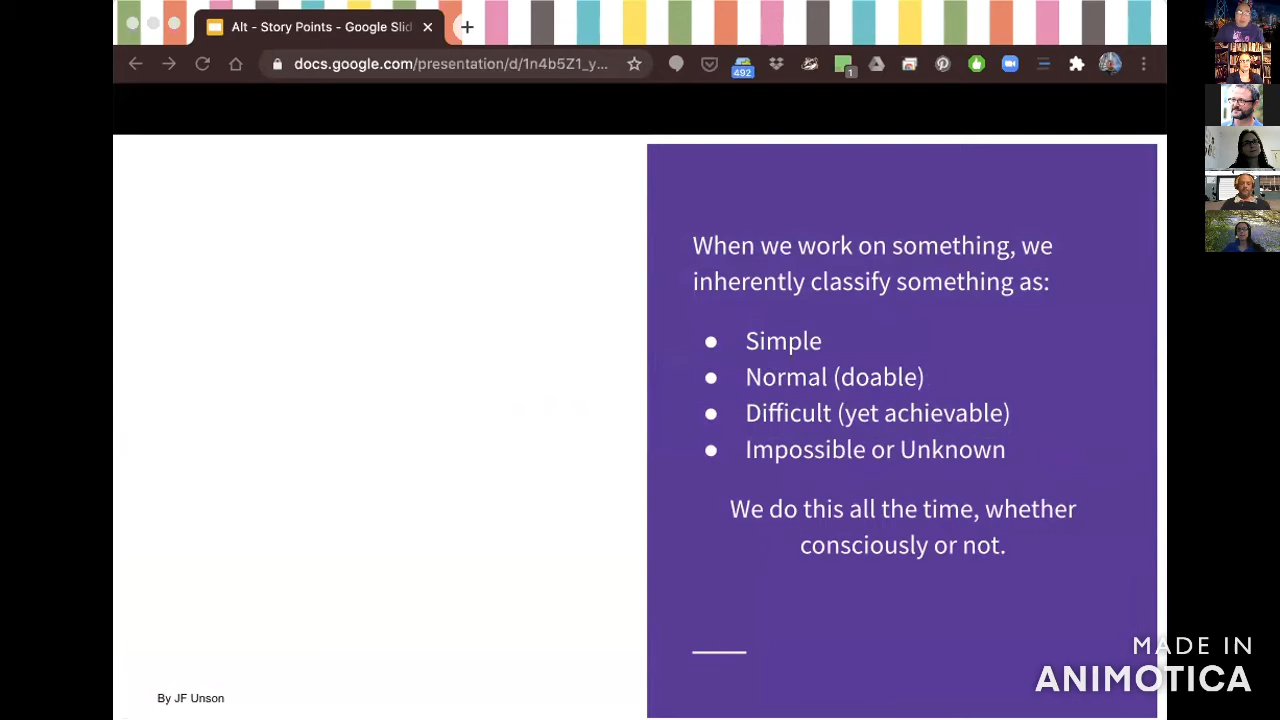 Alt - Story Points - Google Slid
docs.google.com/presentation/d/1n4b5Z1_y...
492
1
When we work on something, we
inherently classify something as:
● Simple
● Normal (doable)
● Difficult (yet achievable)
● Impossible or Unknown
We do this all the time, whether
consciously or not.
By JF Unson
MADE IN
ANIMOTICA